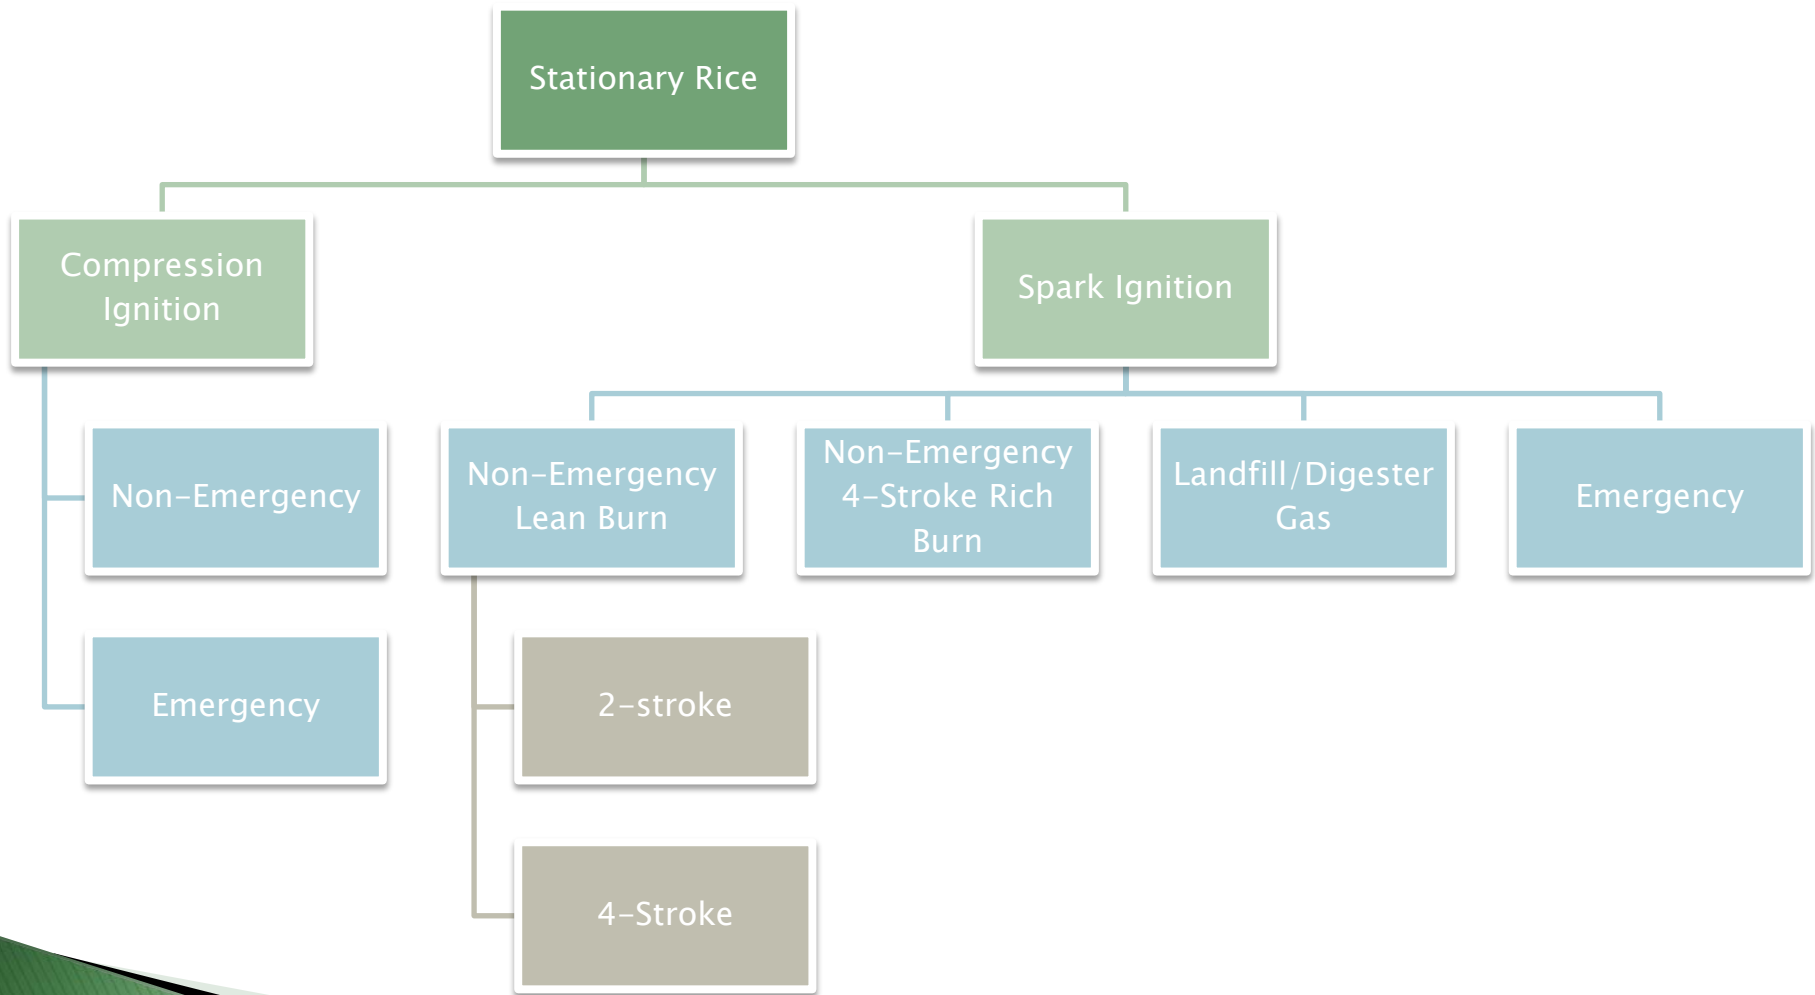 Stationary Rice
Compression
Ignition
Spark Ignition
Non-Emergency
Non-Emergency
Lean Burn
Non-Emergency
4-Stroke Rich
Burn
Landfill/Digester
Gas
Emergency
Emergency
2-stroke
4-Stroke